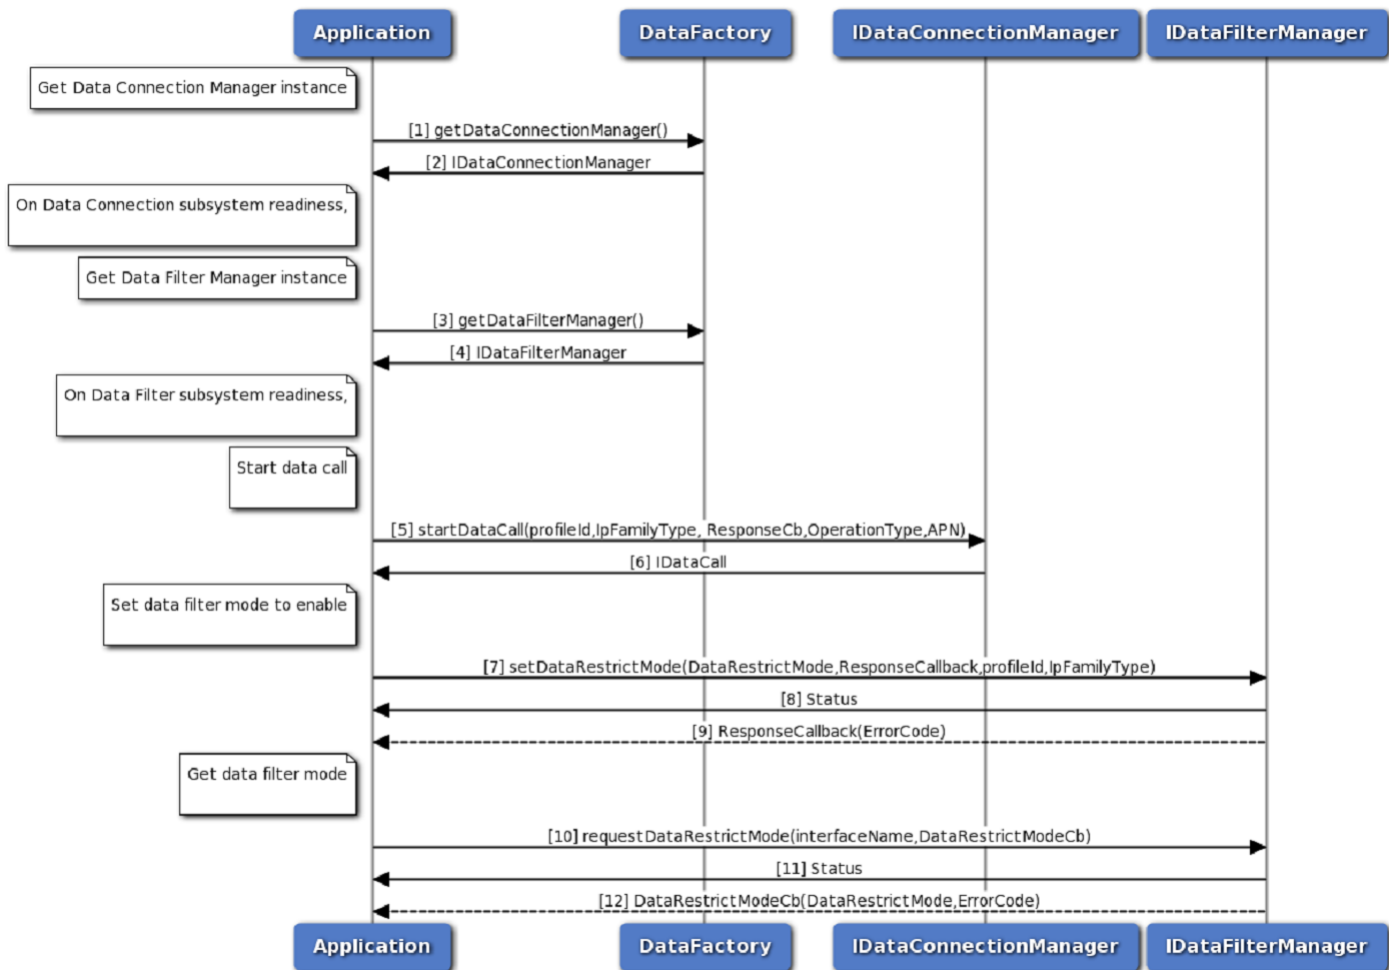 Application
DataFactory
IDataConnectionManager
IDataFilterManager
Get Data Connection Manager instance
[1] getDataConnectionManager()
[2] IDataConnectionManager
On Data Connection subsystem readiness,
Get Data Filter Manager instance
[3] getDataFilterManager()
[4] IDataFilterManager
On Data Filter subsystem readiness,
Start data call
[5] startDataCall(profileId,IpFamilyType, ResponseCb,OperationType,APN)
[6] IDataCall
Set data filter mode to enable
[7] setDataRestrictMode(DataRestrictMode,ResponseCallback,profileId,IpFamilyType)
[8] Status
[9] ResponseCallback(ErrorCode)
Get data filter mode
[10] requestDataRestrictMode(interfaceName,DataRestrictModeCb)
[11] Status
[12] DataRestrictModeCb(DataRestrictMode,ErrorCode)
Application
DataFactory
IDataConnectionManager
IDataFilterManager